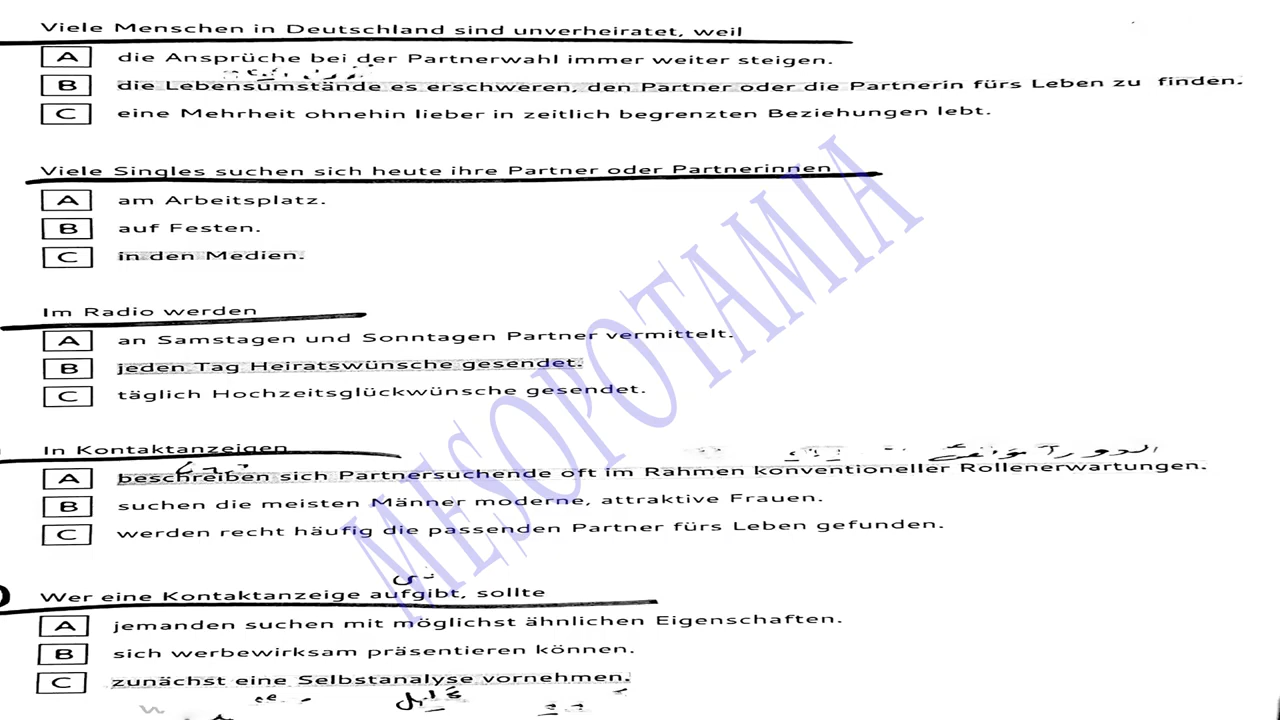 Viele Menschen in Deutschland sind unverheiratet, weil
A die Ansprüche bei der Partnerwahl immer weiter steigen.
B die Lebensumstände es erschweren, den Partner oder die Partnerin fürs Leben zu finden.
C eine Mehrheit ohnehin lieber in zeitlich begrenzten Beziehungen lebt.
Viele Singles suchen sich heute ihre Partner oder Partnerinnen
A am Arbeitsplatz.
B auf Festen.
C in den Medien.
Im Radio werden
A an Samstagen und Sonntagen Partner vermittelt.
B jeden Tag Heiratswünsche gesendet.
C täglich Hochzeitsglückwünsche gesendet.
In Kontaktanzeigen
A beschreiben sich Partnersuchende oft im Rahmen konventioneller Rollenerwartungen.
B suchen die meisten Männer moderne, attraktive Frauen.
C werden recht häufig die passenden Partner fürs Leben gefunden.
Wer eine Kontaktanzeige aufgibt, sollte
A jemanden suchen mit möglichst ähnlichen Eigenschaften.
B sich werbewirksam präsentieren können.
C zunächst eine Selbstanalyse vornehmen.
MESOPOTAMIA